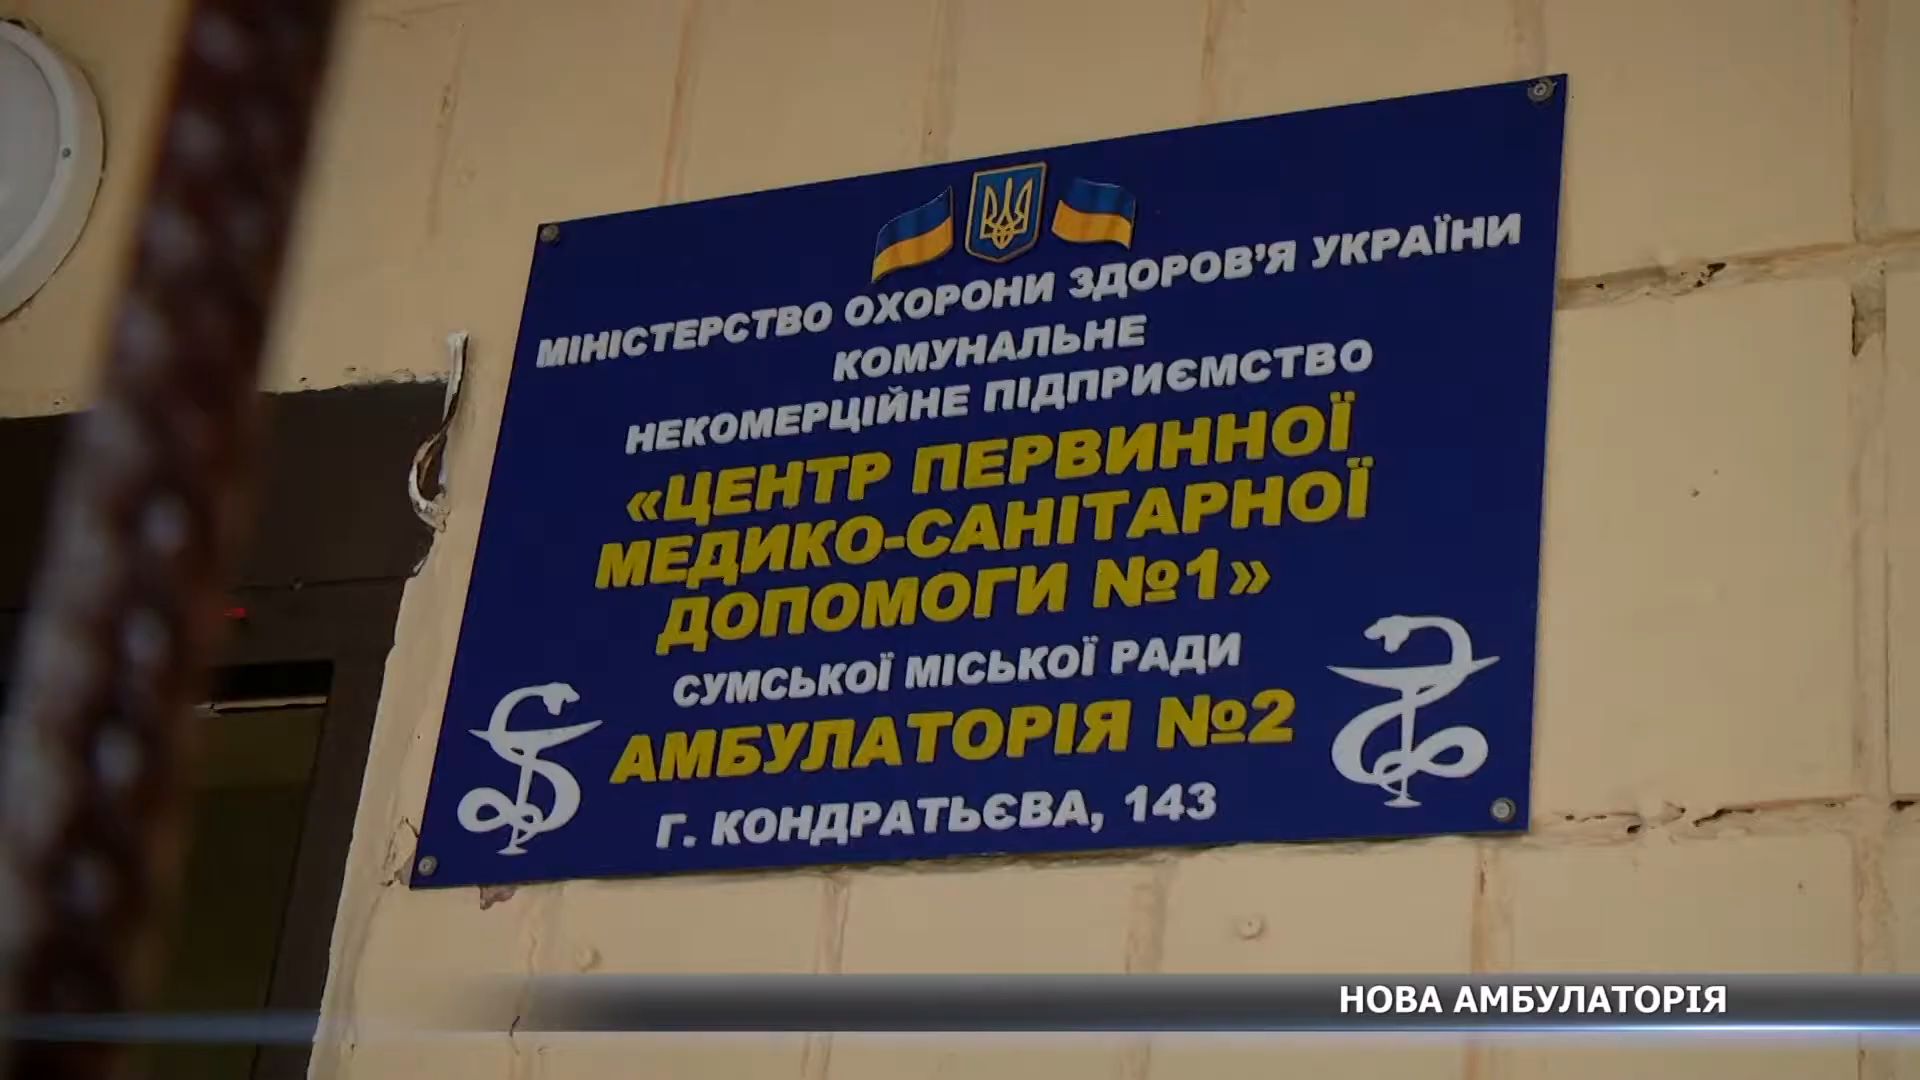 МІНІСТЕРСТВО ОХОРОНИ ЗДОРОВ'Я УКРАЇНИ
КОМУНАЛЬНЕ
НЕКОМЕРЦІЙНЕ ПІДПРИЄМСТВО
«ЦЕНТР ПЕРВИННОЇ
МЕДИКО-САНІТАРНОЇ
ДОПОМОГИ №1»
СУМСЬКОЇ МІСЬКОЇ РАДИ
АМБУЛАТОРІЯ №2
Г. КОНДРАТЬЄВА, 143
НОВА АМБУЛАТОРІЯ